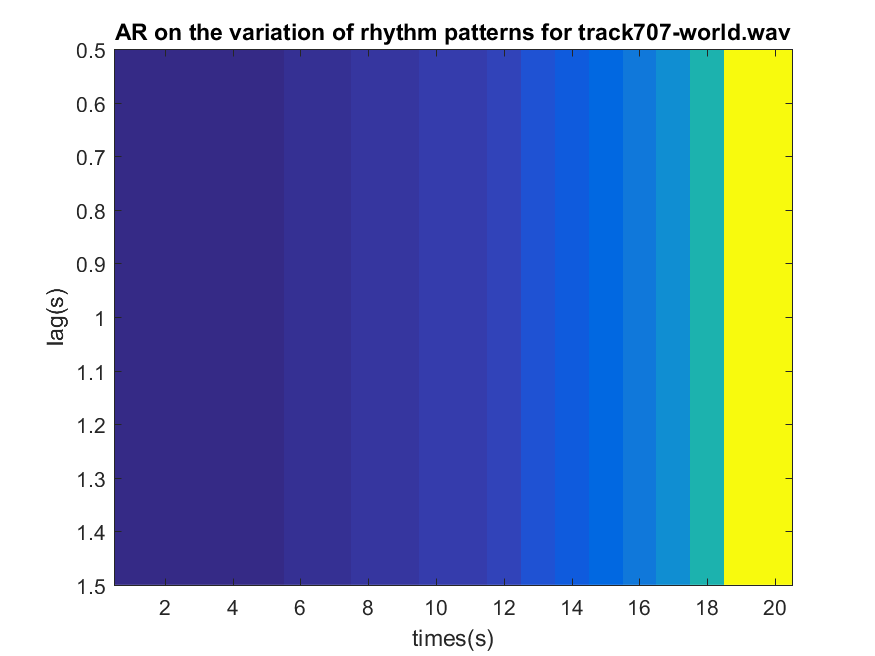 AR on the variation of rhythm patterns for track707-world.wav
0.5
0.6
0.7
0.8
0.9
1
1.1
1.2
1.3
1.4
1.5
lag(s)
2 4 6 8 10 12 14 16 18 20
times(s)